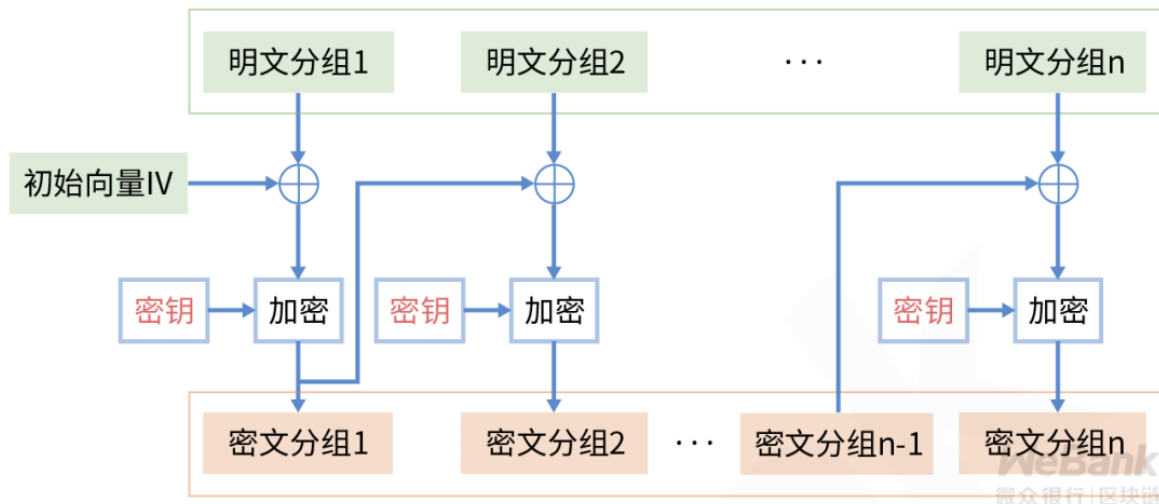 明文分组1 明文分组2 ··· 明文分组n
初始向量IV
密钥 加密 密钥 加密 密钥 加密
密文分组1 密文分组2 ··· 密文分组n-1 密文分组n
WeBank
微众银行|区块链